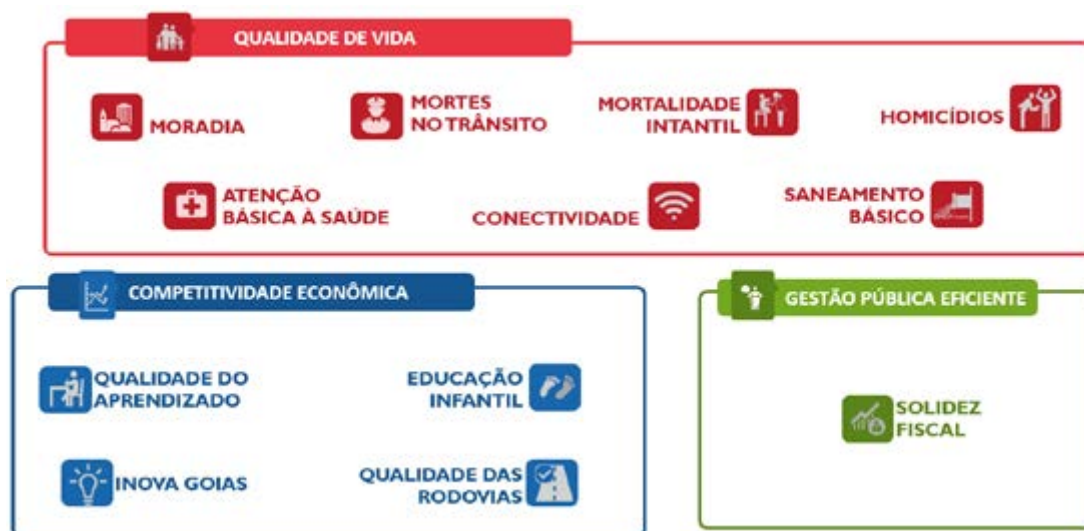 QUALIDADE DE VIDA
MORADIA
MORTES
NO TRÂNSITO
MORTALIDADE
INTANTIL
HOMICÍDIOS
ATENÇÃO
BÁSICA À SAÚDE
CONECTIVIDADE
SANEAMENTO
BÁSICO
COMPETITIVIDADE ECONÔMICA
QUALIDADE DO
APRENDIZADO
EDUCAÇÃO
INFANTIL
INOVA GOIAS
QUALIDADE DAS
RODOVIAS
GESTÃO PÚBLICA EFICIENTE
SOLIDEZ
FISCAL